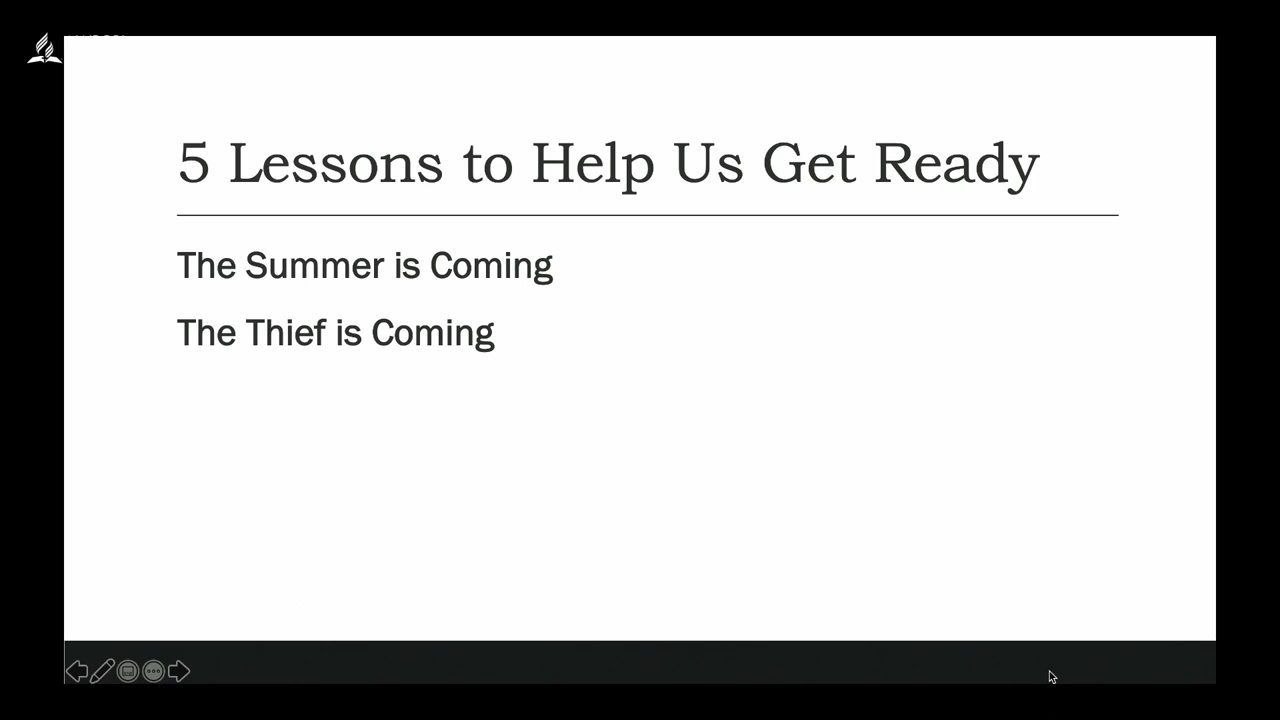 5 Lessons to Help Us Get Ready
The Summer is Coming
The Thief is Coming